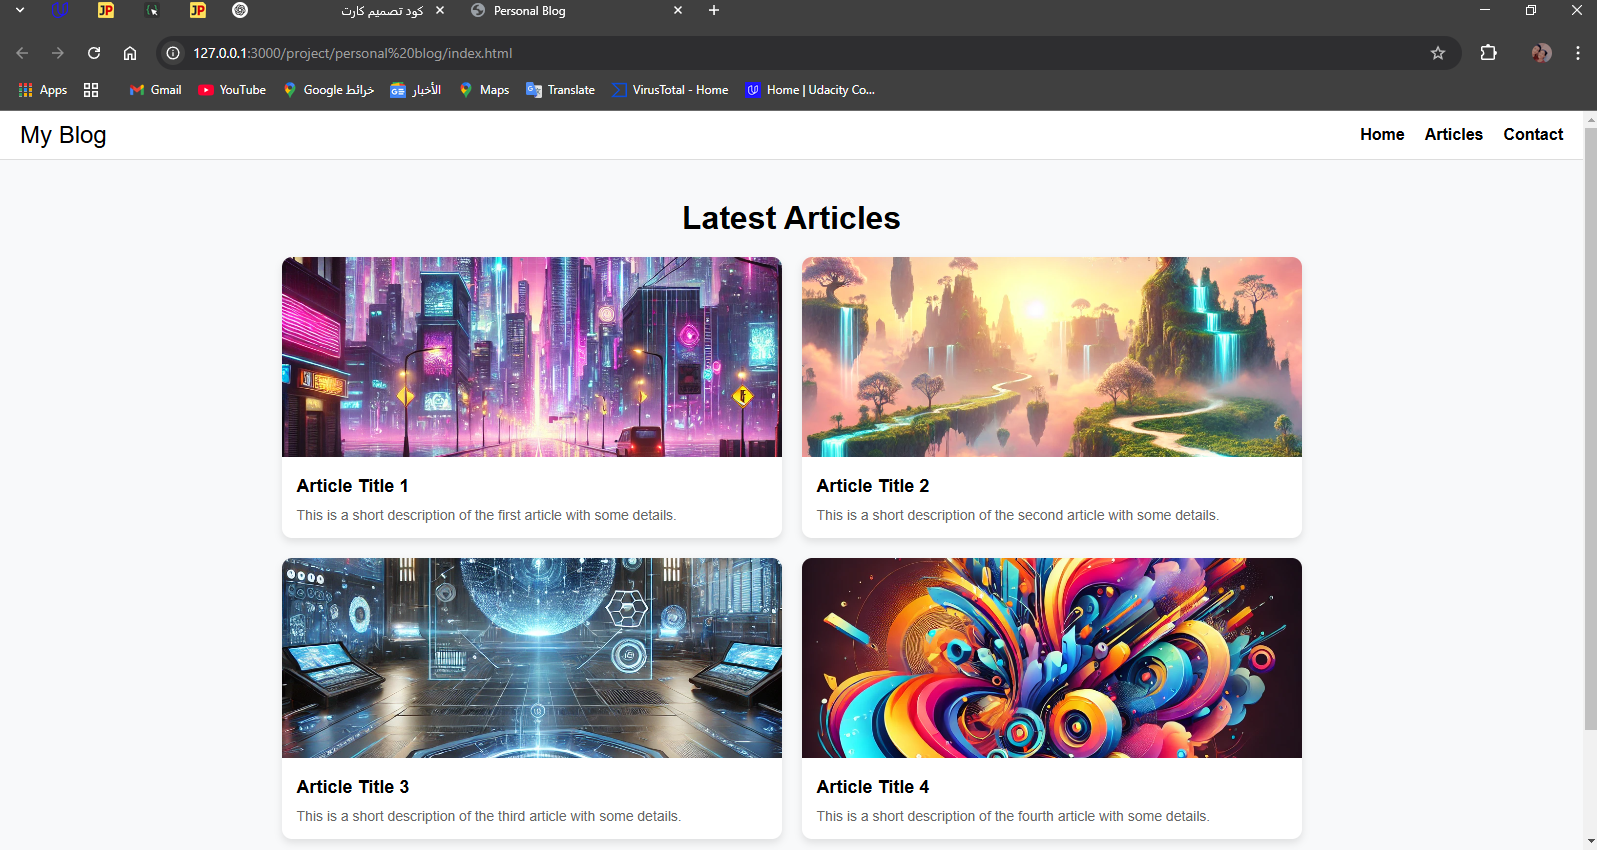 JP
JP
كود تصميم كارت
Personal Blog
127.0.0.1:3000/project/personal%20blog/index.html
Apps
Gmail
YouTube
Google خرائط
الأخبار
Maps
Translate
VirusTotal - Home
Home | Udacity Co...
My Blog
Home
Articles
Contact
Latest Articles
Article Title 1
This is a short description of the first article with some details.
Article Title 2
This is a short description of the second article with some details.
Article Title 3
This is a short description of the third article with some details.
Article Title 4
This is a short description of the fourth article with some details.